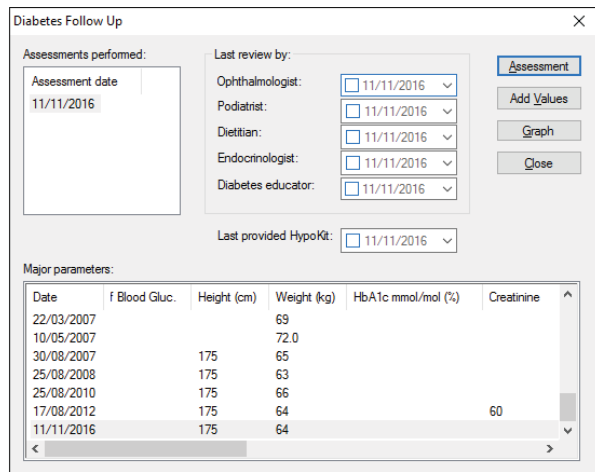 Diabetes Follow Up
Assessments performed:
Assessment date
11/11/2016
Last review by:
Ophthalmologist: 11/11/2016
Podiatrist: 11/11/2016
Dietitian: 11/11/2016
Endocrinologist: 11/11/2016
Diabetes educator: 11/11/2016
Last provided HypoKit: 11/11/2016
Assessment
Add Values
Graph
Close
Major parameters:
Date f Blood Gluc. Height (cm) Weight (kg) HbA1c mmol/mol (%) Creatinine
22/03/2007 69
10/05/2007 72.0
30/08/2007 175 65
25/08/2008 175 63
25/08/2010 175 66
17/08/2012 175 64 60
11/11/2016 175 64